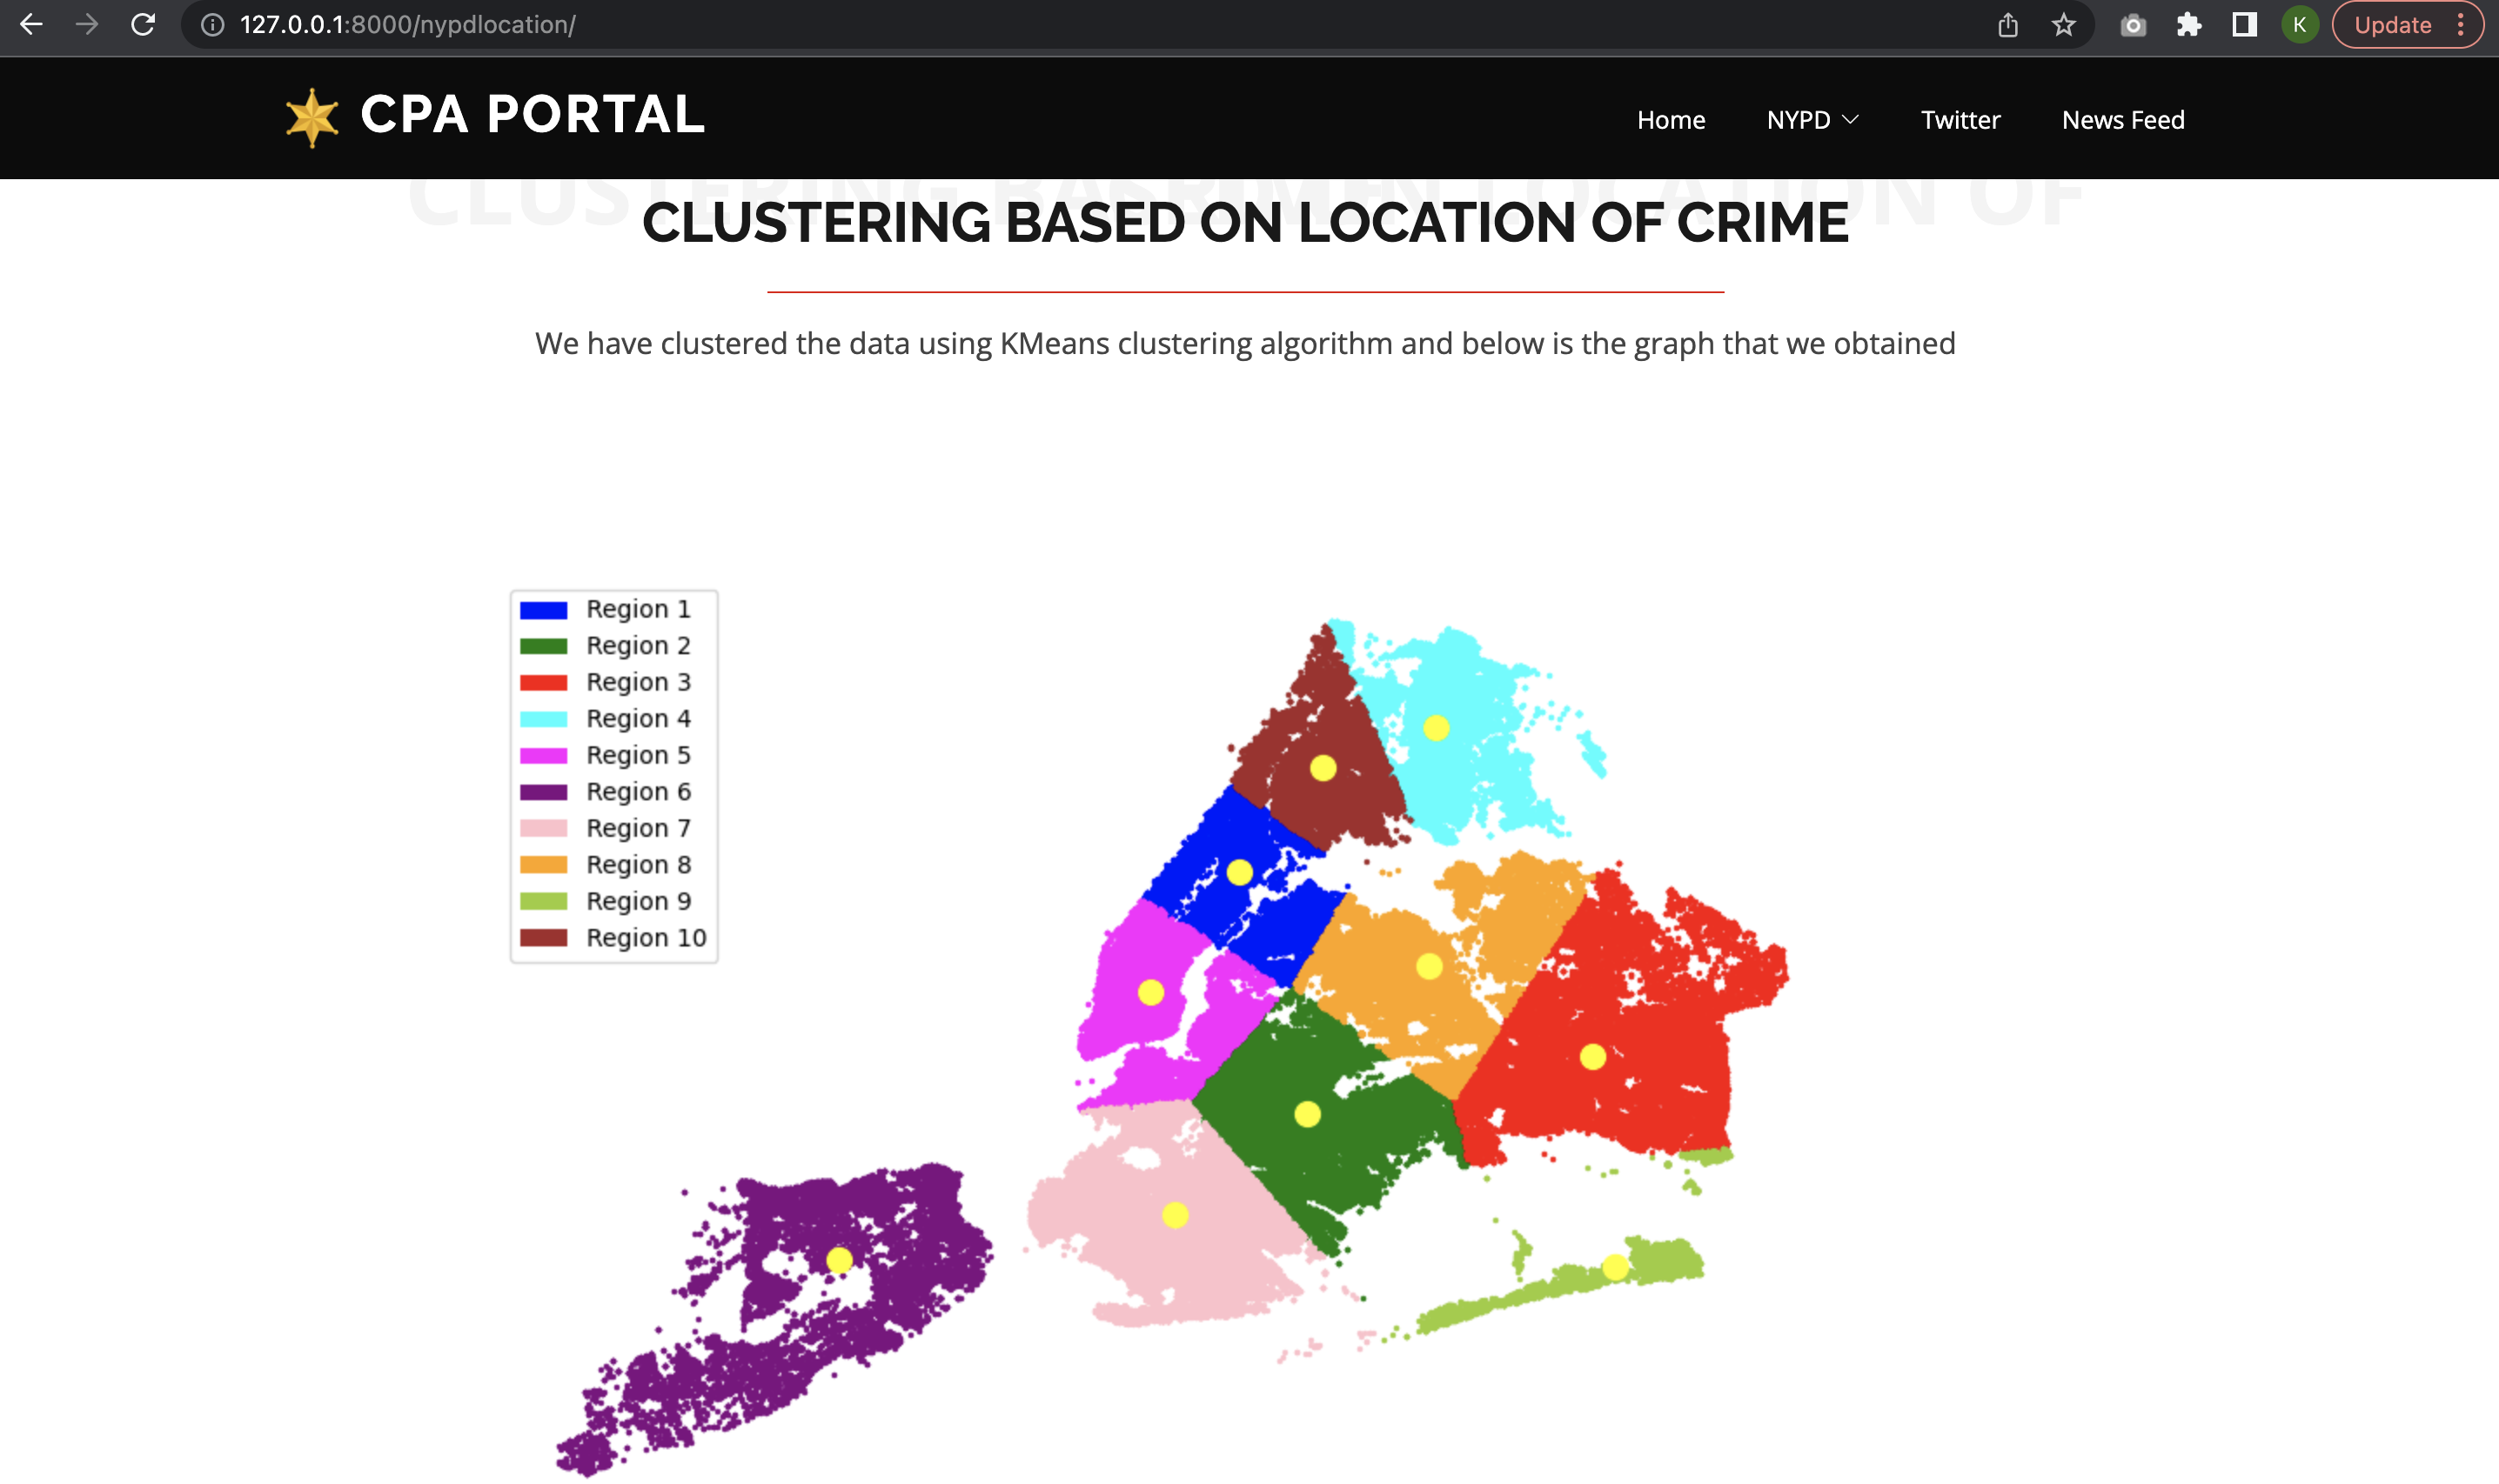 127.0.0.1:8000/nypdlocation/
K
Update
CPA PORTAL
Home
NYPD
Twitter
News Feed
CLUSTERING BASED ON LOCATION OF CRIME
We have clustered the data using KMeans clustering algorithm and below is the graph that we obtained
Region 1
Region 2
Region 3
Region 4
Region 5
Region 6
Region 7
Region 8
Region 9
Region 10